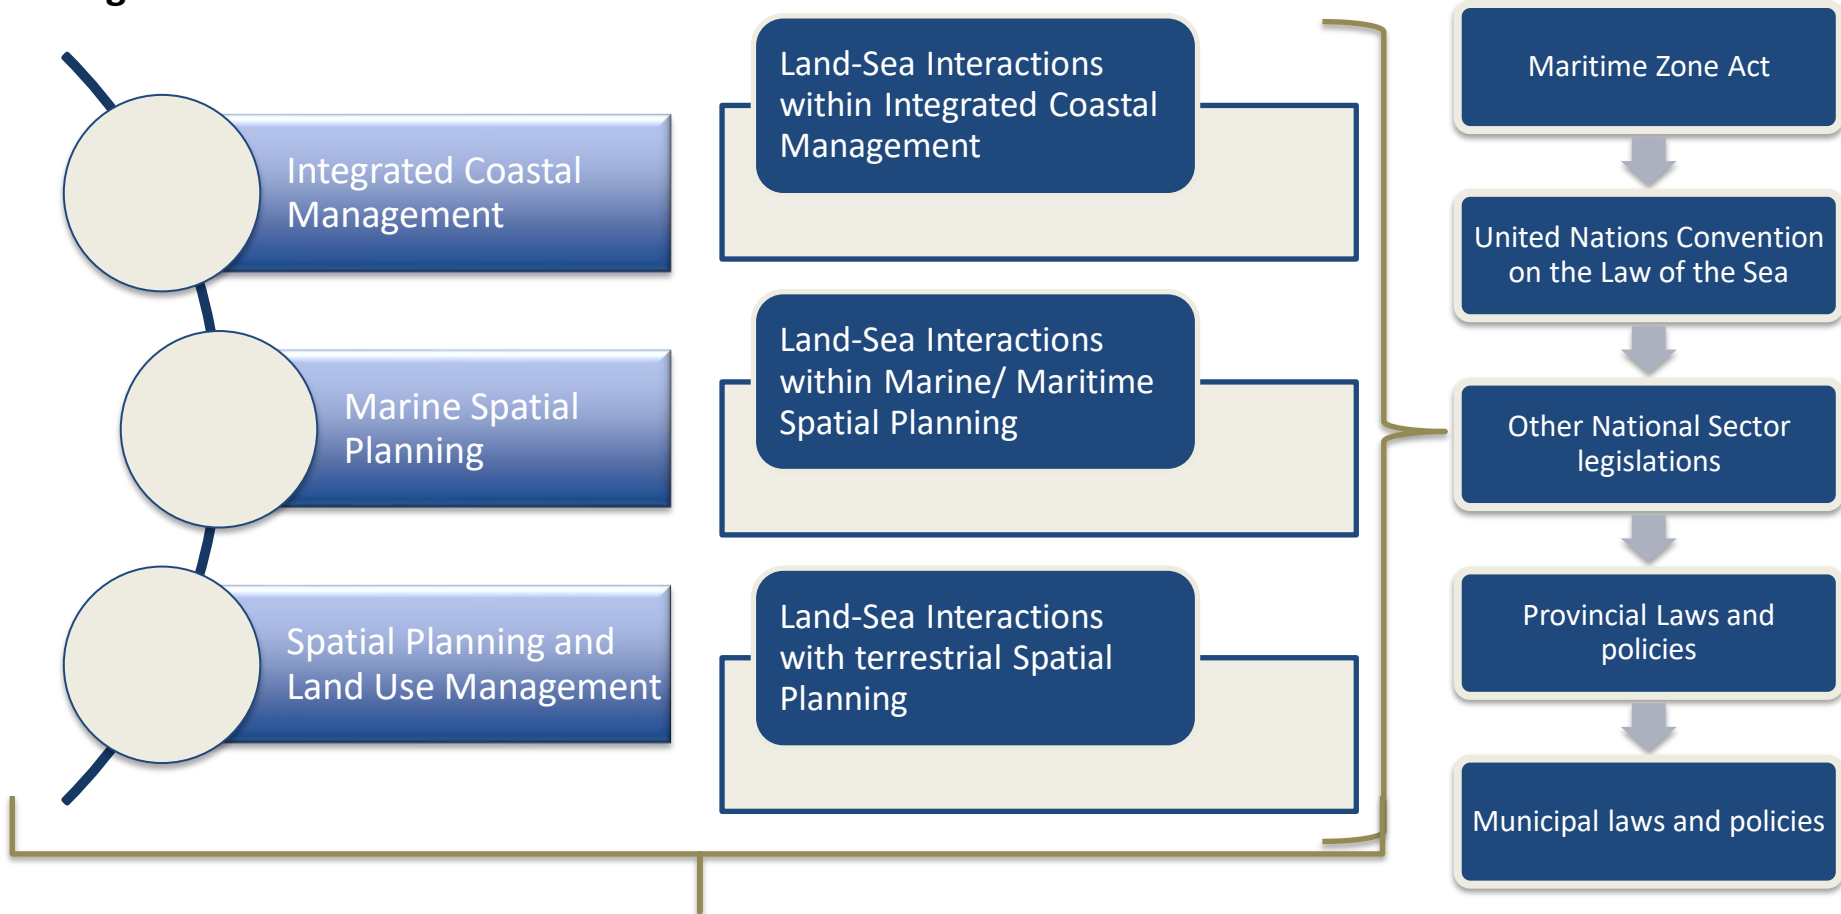 Integrated Coastal
Management
Marine Spatial
Planning
Spatial Planning and
Land Use Management
Land-Sea Interactions
within Integrated Coastal
Management
Land-Sea Interactions
within Marine/ Maritime
Spatial Planning
Land-Sea Interactions
with terrestrial Spatial
Planning
Maritime Zone Act
United Nations Convention
on the Law of the Sea
Other National Sector
legislations
Provincial Laws and
policies
Municipal laws and policies